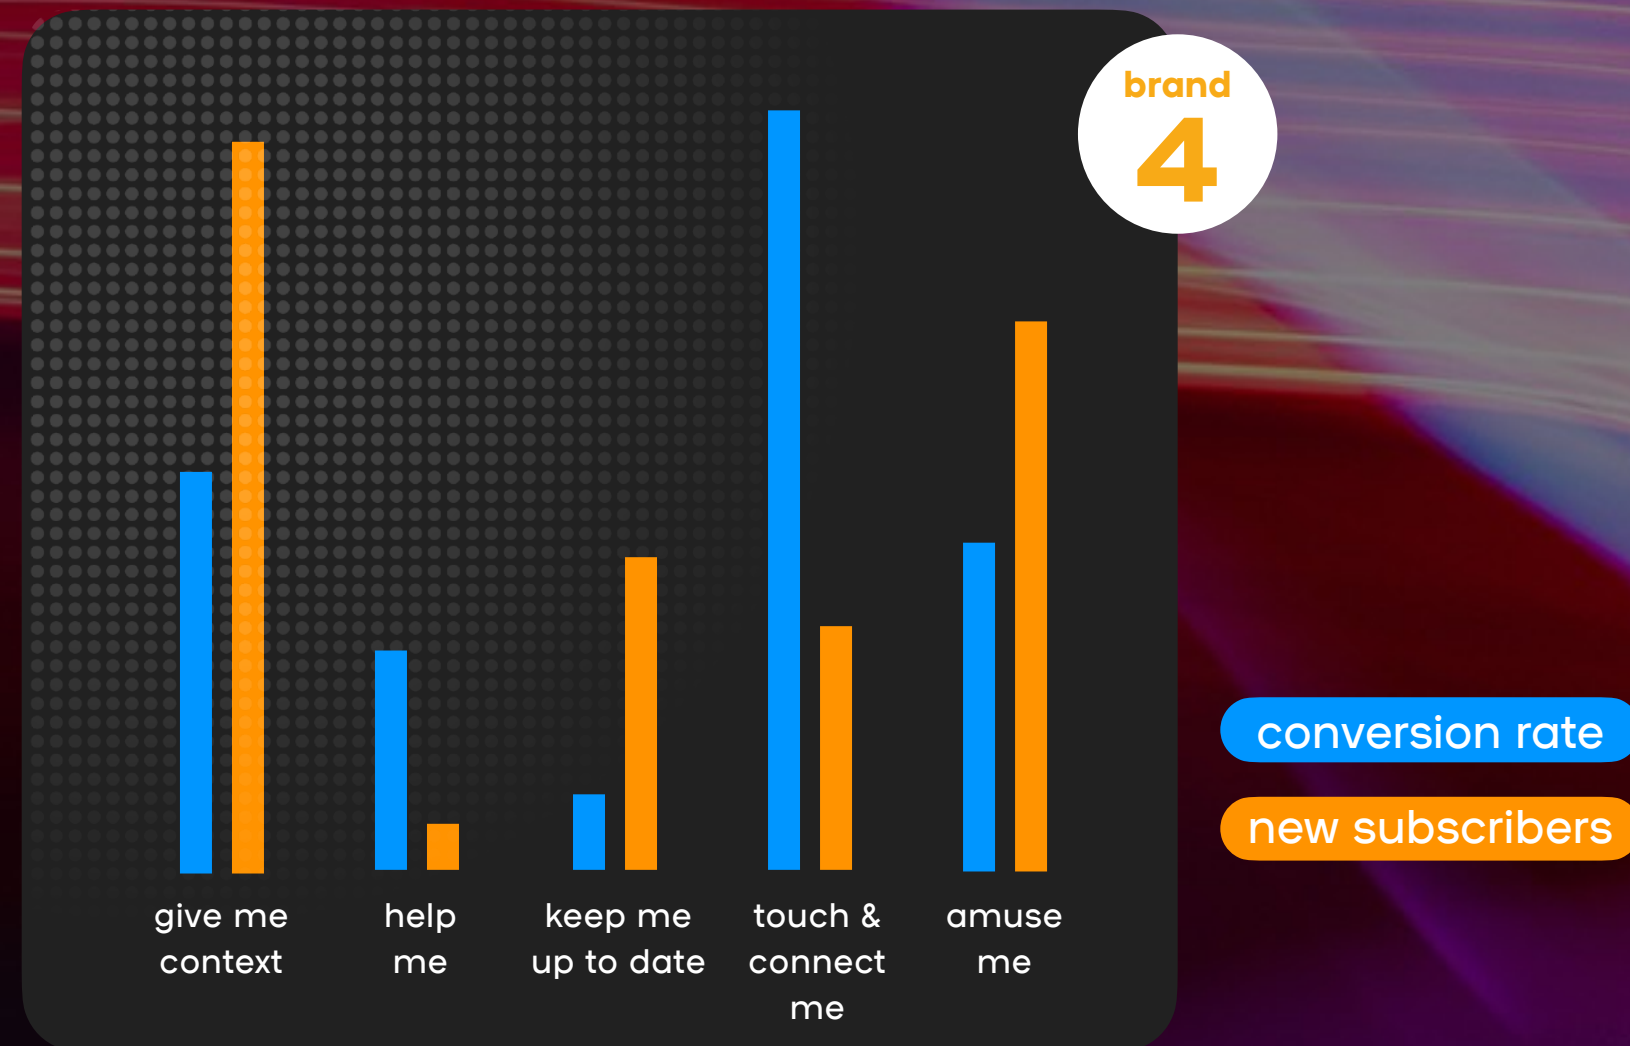 brand
4
give me
context
help
me
keep me
up to date
touch &
connect
me
amuse
me
conversion rate
new subscribers